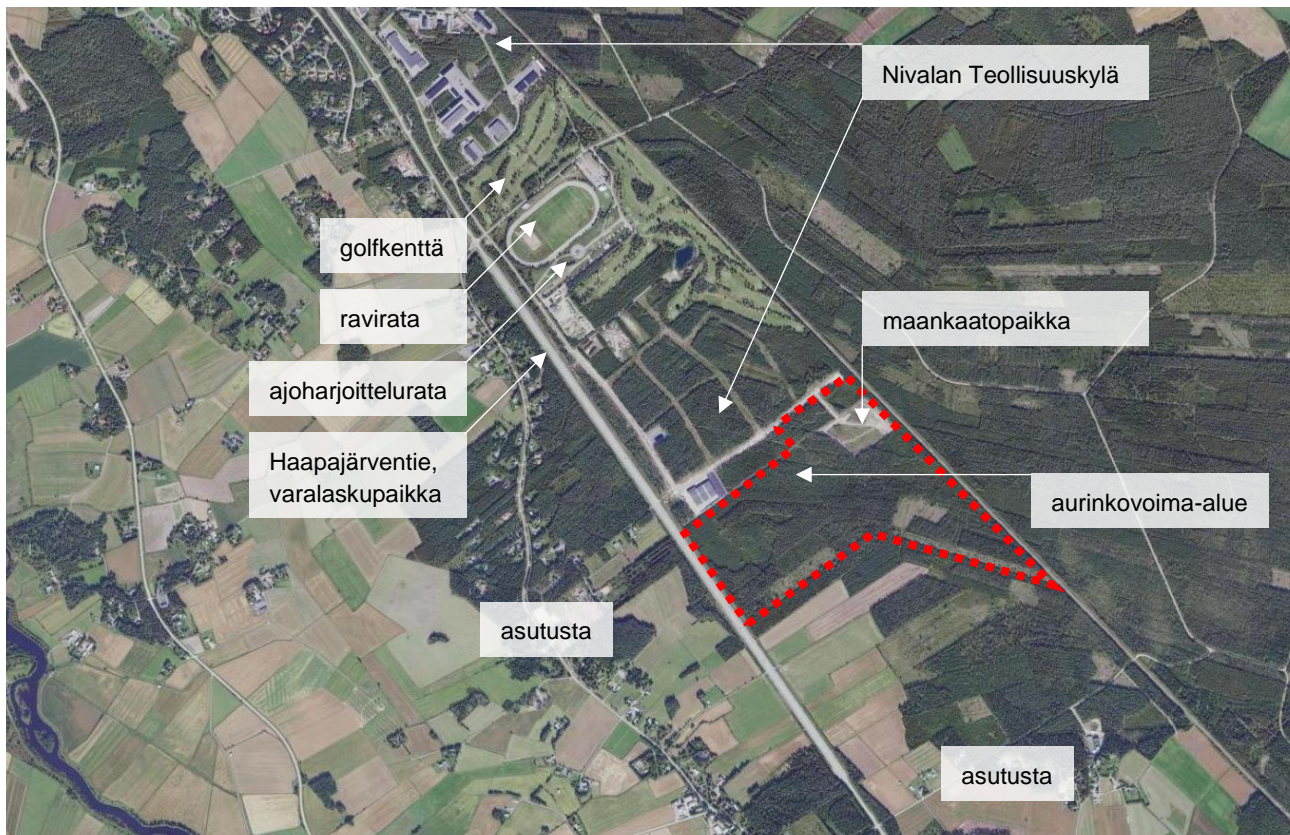 Nivalan Teollisuuskylä
golfkenttä
ravirata
maankaatopaikka
ajoharjoittelurata
Haapajärventie,
varalaskupaikka
aurinkovoima-alue
asutusta
asutusta